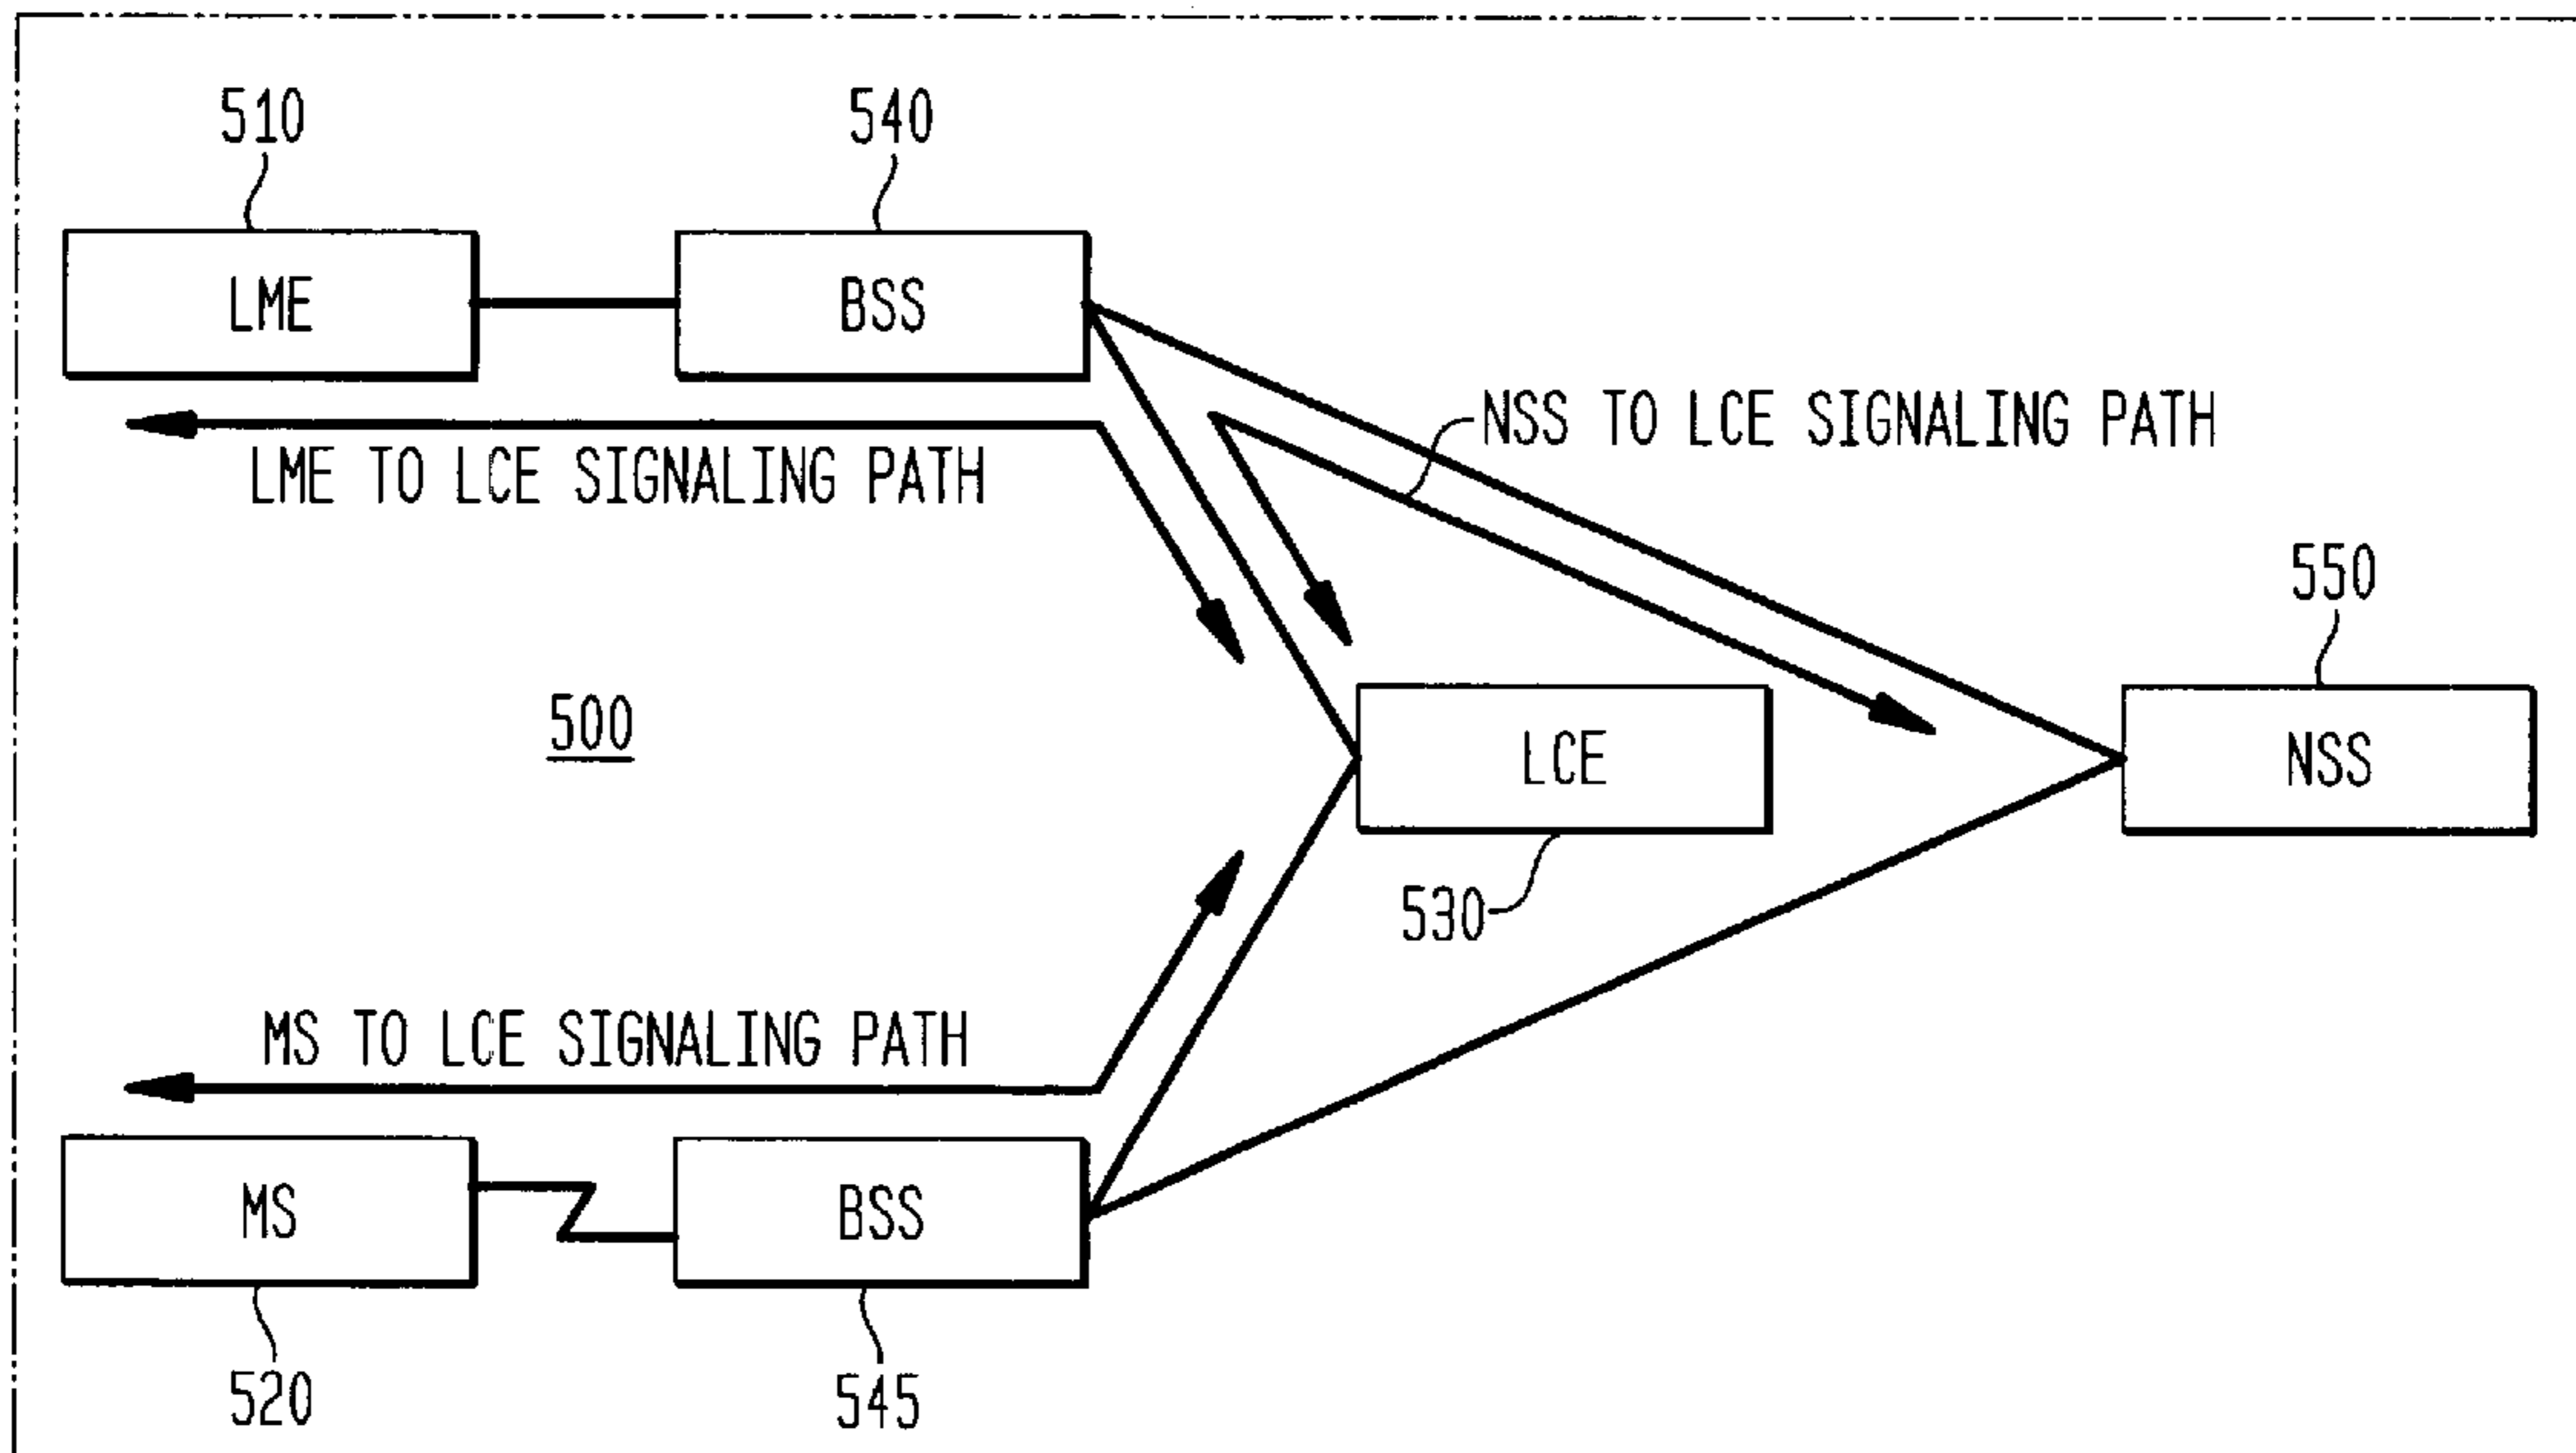 510
540
LME
BSS
LME TO LCE SIGNALING PATH
NSS TO LCE SIGNALING PATH
550
500
LCE
NSS
530
MS TO LCE SIGNALING PATH
MS
BSS
520
545